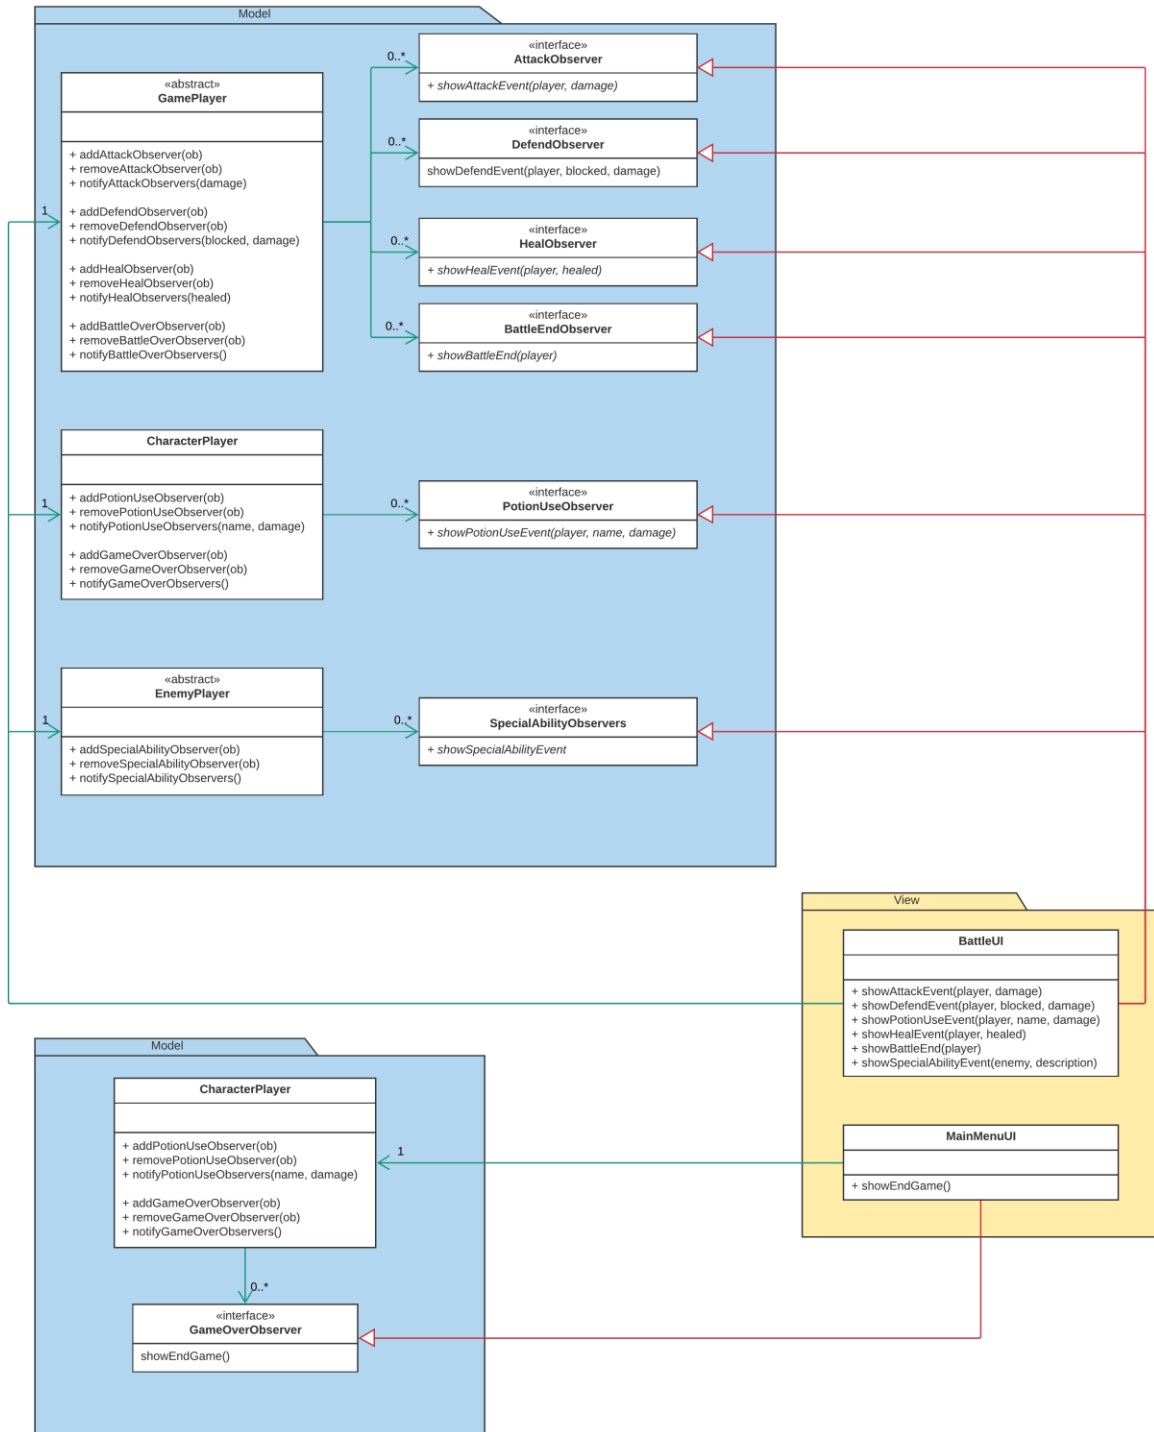 Model
«abstract»
GamePlayer
+ addAttackObserver(ob)
+ removeAttackObserver(ob)
+ notifyAttackObservers(damage)
+ addDefendObserver(ob)
+ removeDefendObserver(ob)
+ notifyDefendObservers(blocked, damage)
+ addHealObserver(ob)
+ removeHealObserver(ob)
+ notifyHealObservers(healed)
+ addBattleOverObserver(ob)
+ removeBattleOverObserver(ob)
+ notifyBattleOverObservers()
1
0..*
«interface»
AttackObserver
+ showAttackEvent(player, damage)
0..*
«interface»
DefendObserver
showDefendEvent(player, blocked, damage)
0..*
«interface»
HealObserver
+ showHealEvent(player, healed)
0..*
«interface»
BattleEndObserver
+ showBattleEnd(player)
1
CharacterPlayer
+ addPotionUseObserver(ob)
+ removePotionUseObserver(ob)
+ notifyPotionUseObservers(name, damage)
+ addGameOverObserver(ob)
+ removeGameOverObserver(ob)
+ notifyGameOverObservers()
0..*
«interface»
PotionUseObserver
+ showPotionUseEvent(player, name, damage)
1
«abstract»
EnemyPlayer
+ addSpecialAbilityObserver(ob)
+ removeSpecialAbilityObserver(ob)
+ notifySpecialAbilityObservers()
0..*
«interface»
SpecialAbilityObservers
+ showSpecialAbilityEvent
View
BattleUI
+ showAttackEvent(player, damage)
+ showDefendEvent(player, blocked, damage)
+ showPotionUseEvent(player, name, damage)
+ showHealEvent(player, healed)
+ showBattleEnd(player)
+ showSpecialAbilityEvent(enemy, description)
MainMenuUI
+ showEndGame()
Model
CharacterPlayer
+ addPotionUseObserver(ob)
+ removePotionUseObserver(ob)
+ notifyPotionUseObservers(name, damage)
+ addGameOverObserver(ob)
+ removeGameOverObserver(ob)
+ notifyGameOverObservers()
1
0..*
«interface»
GameOverObserver
showEndGame()